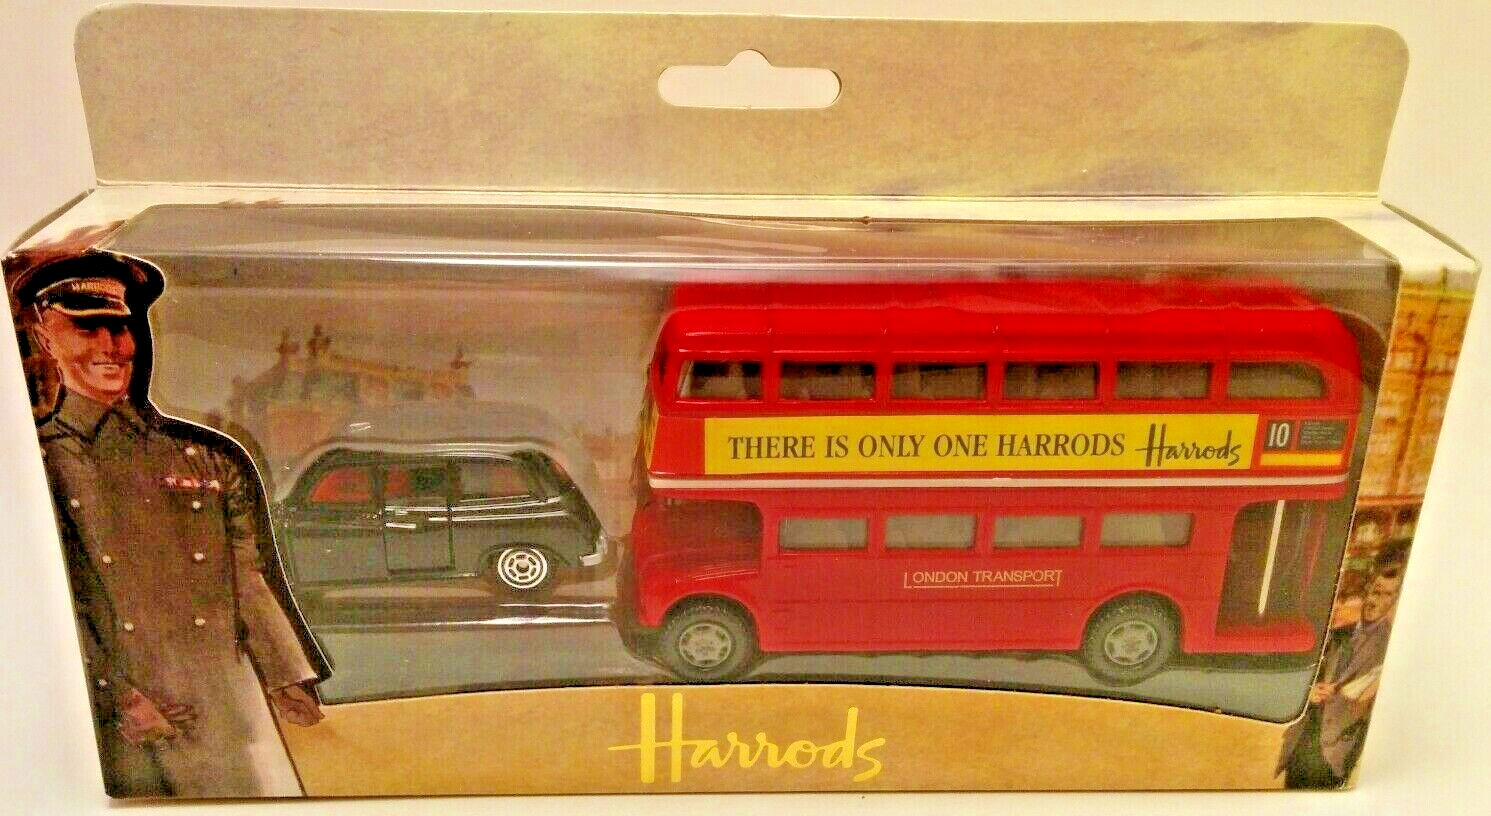 THERE IS ONLY ONE HARRODS Harrods
10
LONDON TRANSPORT
Harrods